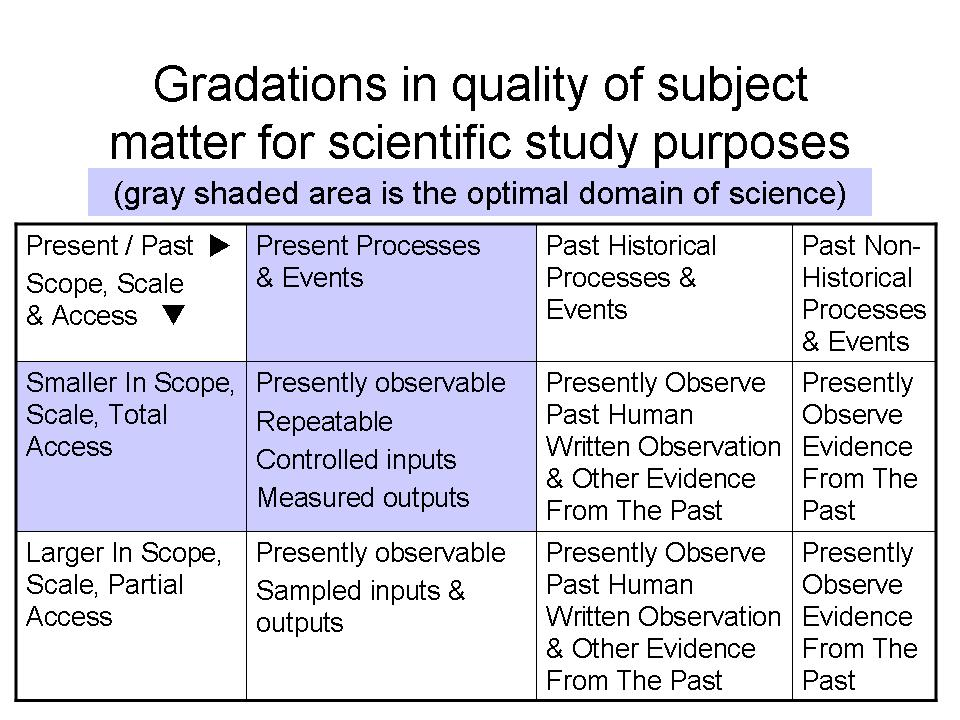 Gradations in quality of subject
matter for scientific study purposes
(gray shaded area is the optimal domain of science)
Present / Past ►
Scope, Scale
& Access ▼
Present Processes
& Events
Past Historical
Processes &
Events
Past Non-
Historical
Processes
& Events
Smaller In Scope,
Scale, Total
Access
Presently observable
Repeatable
Controlled inputs
Measured outputs
Presently Observe
Past Human
Written Observation
& Other Evidence
From The Past
Presently
Observe
Evidence
From The
Past
Larger In Scope,
Scale, Partial
Access
Presently observable
Sampled inputs &
outputs
Presently Observe
Past Human
Written Observation
& Other Evidence
From The Past
Presently
Observe
Evidence
From The
Past